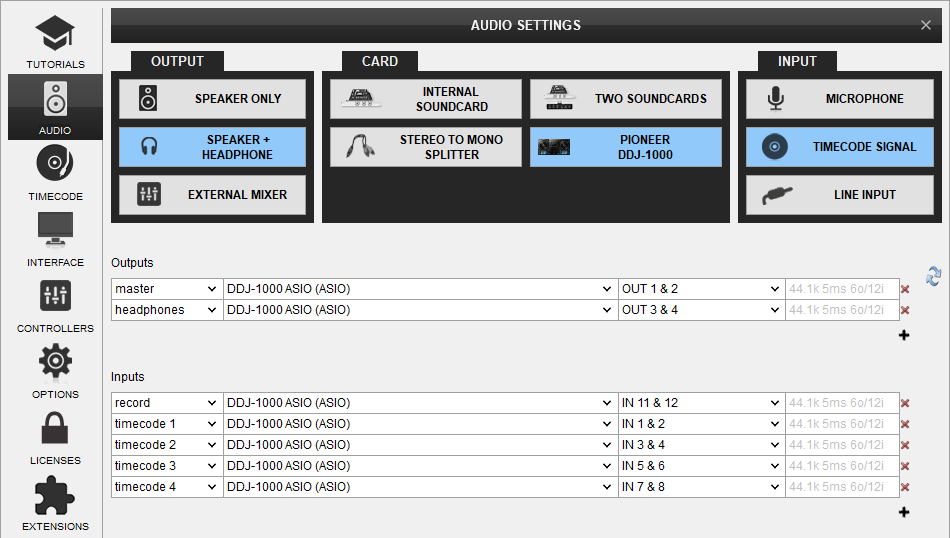 AUDIO SETTINGS
TUTORIALS
AUDIO
TIMECODE
INTERFACE
CONTROLLERS
OPTIONS
LICENSES
EXTENSIONS
OUTPUT
SPEAKER ONLY
SPEAKER +
HEADPHONE
EXTERNAL MIXER
CARD
INTERNAL
SOUNDCARD
TWO SOUNDCARDS
STEREO TO MONO
SPLITTER
PIONEER
DDJ-1000
INPUT
MICROPHONE
TIMECODE SIGNAL
LINE INPUT
Outputs
master DDJ-1000 ASIO (ASIO) OUT 1 & 2 44.1k 5ms 6o/12i
headphones DDJ-1000 ASIO (ASIO) OUT 3 & 4 44.1k 5ms 6o/12i
Inputs
record DDJ-1000 ASIO (ASIO) IN 11 & 12 44.1k 5ms 6o/12i
timecode 1 DDJ-1000 ASIO (ASIO) IN 1 & 2 44.1k 5ms 6o/12i
timecode 2 DDJ-1000 ASIO (ASIO) IN 3 & 4 44.1k 5ms 6o/12i
timecode 3 DDJ-1000 ASIO (ASIO) IN 5 & 6 44.1k 5ms 6o/12i
timecode 4 DDJ-1000 ASIO (ASIO) IN 7 & 8 44.1k 5ms 6o/12i